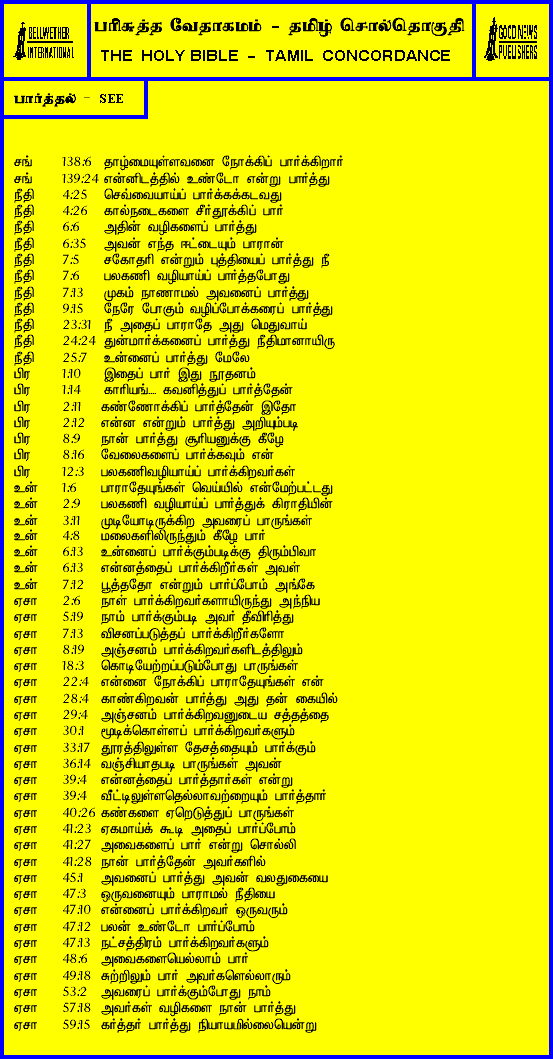 BELLWETHER
INTERNATIONAL
பரிசுத்த வேதாகமம் - தமிழ் சொல்தொகுதி
THE HOLY BIBLE - TAMIL CONCORDANCE
GOOD NEWS
PUBLISHERS
பார்த்தல் - SEE
சங் 138:6 தாழ்மையுள்ளவனை நோக்கிப் பார்க்கிறார்
சங் 139:24 என்னிடத்தில் உண்டோ என்று பார்த்து
நீதி 4:25 செவ்வையாய்ப் பார்க்கக்கடவது
நீதி 4:26 கால்நடைகளை சீர்தூக்கிப் பார்
நீதி 6:6 அதின் வழிகளைப் பார்த்து
நீதி 6:35 அவன் எந்த ஈட்டையும் பாரான்
நீதி 7:5 சகோதரி என்றும் புத்தியைப் பார்த்து நீ
நீதி 7:6 பலகணி வழியாய்ப் பார்த்தபோது
நீதி 7:13 முகம் நாணாமல் அவனைப் பார்த்து
நீதி 9:15 நேரே போகும் வழிப்போக்கரைப் பார்த்து
நீதி 23:31 நீ அதைப் பாராதே அது மெதுவாய்
நீதி 24:24 துன்மார்க்கனைப் பார்த்து நீதிமானாயிரு
நீதி 25:7 உன்னைப் பார்த்து மேலே
பிர 1:10 இதைப் பார் இது நூதனம்
பிர 1:14 காரியங்.... கவனித்துப் பார்த்தேன்
பிர 2:11 கண்ணோக்கிப் பார்த்தேன் இதோ
பிர 2:12 என்ன என்றும் பார்த்து அறியும்படி
பிர 8:9 நான் பார்த்து சூரியனுக்கு கீழே
பிர 8:16 வேலைகளைப் பார்க்கவும் என்
பிர 12:3 பலகணிவழியாய்ப் பார்க்கிறவர்கள்
உன் 1:6 பாராதேயுங்கள் வெய்யில் என்மேற்பட்டது
உன் 2:9 பலகணி வழியாய்ப் பார்த்துக் கிராதியின்
உன் 3:11 முடியோடிருக்கிற அவரைப் பாருங்கள்
உன் 4:8 மலைகளிலிருந்தும் கீழே பார்
உன் 6:13 உன்னைப் பார்க்கும்படிக்கு திரும்பிவா
உன் 6:13 என்னத்தைப் பார்க்கிறீர்கள் அவள்
உன் 7:12 பூத்ததோ என்றும் பார்ப்போம் அங்கே
ஏசா 2:6 நாள் பார்க்கிறவர்களாயிருந்து அந்நிய
ஏசா 5:19 நாம் பார்க்கும்படி அவர் தீவிரித்து
ஏசா 7:13 விசனப்படுத்தப் பார்க்கிறீர்களோ
ஏசா 8:19 அஞ்சனம் பார்க்கிறவர்களிடத்திலும்
ஏசா 18:3 கொடியேற்றப்படும்போது பாருங்கள்
ஏசா 22:4 என்னை நோக்கிப் பாராதேயுங்கள் என்
ஏசா 28:4 காண்கிறவன் பார்த்து அது தன் கையில்
ஏசா 29:4 அஞ்சனம் பார்க்கிறவனுடைய சத்தத்தை
ஏசா 30:1 மூடிக்கொள்ளப் பார்க்கிறவர்களும்
ஏசா 33:17 தூரத்திலுள்ள தேசத்தையும் பார்க்கும்
ஏசா 36:14 வஞ்சியாதபடி பாருங்கள் அவன்
ஏசா 39:4 என்னத்தைப் பார்த்தார்கள் என்று
ஏசா 39:4 வீட்டிலுள்ளதெல்லாவற்றையும் பார்த்தார்
ஏசா 40:26 கண்களை ஏறெடுத்துப் பாருங்கள்
ஏசா 41:23 ஏகமாய்க் கூடி அதைப் பார்ப்போம்
ஏசா 41:27 அவைகளைப் பார் என்று சொல்லி
ஏசா 41:28 நான் பார்த்தேன் அவர்களில்
ஏசா 45:1 அவனைப் பார்த்து அவன் வலதுகையை
ஏசா 47:3 ஒருவனையும் பாராமல் நீதியை
ஏசா 47:10 என்னைப் பார்க்கிறவர் ஒருவரும்
ஏசா 47:12 பலன் உண்டோ பார்ப்போம்
ஏசா 47:13 நட்சத்திரம் பார்க்கிறவர்களும்
ஏசா 48:6 அவைகளையெல்லாம் பார்
ஏசா 49:18 சுற்றிலும் பார் அவர்களெல்லாரும்
ஏசா 53:2 அவரைப் பார்க்கும்போது நாம்
ஏசா 57:18 அவர்கள் வழிகளை நான் பார்த்து
ஏசா 59:15 கர்த்தர் பார்த்து நியாயமில்லையென்று